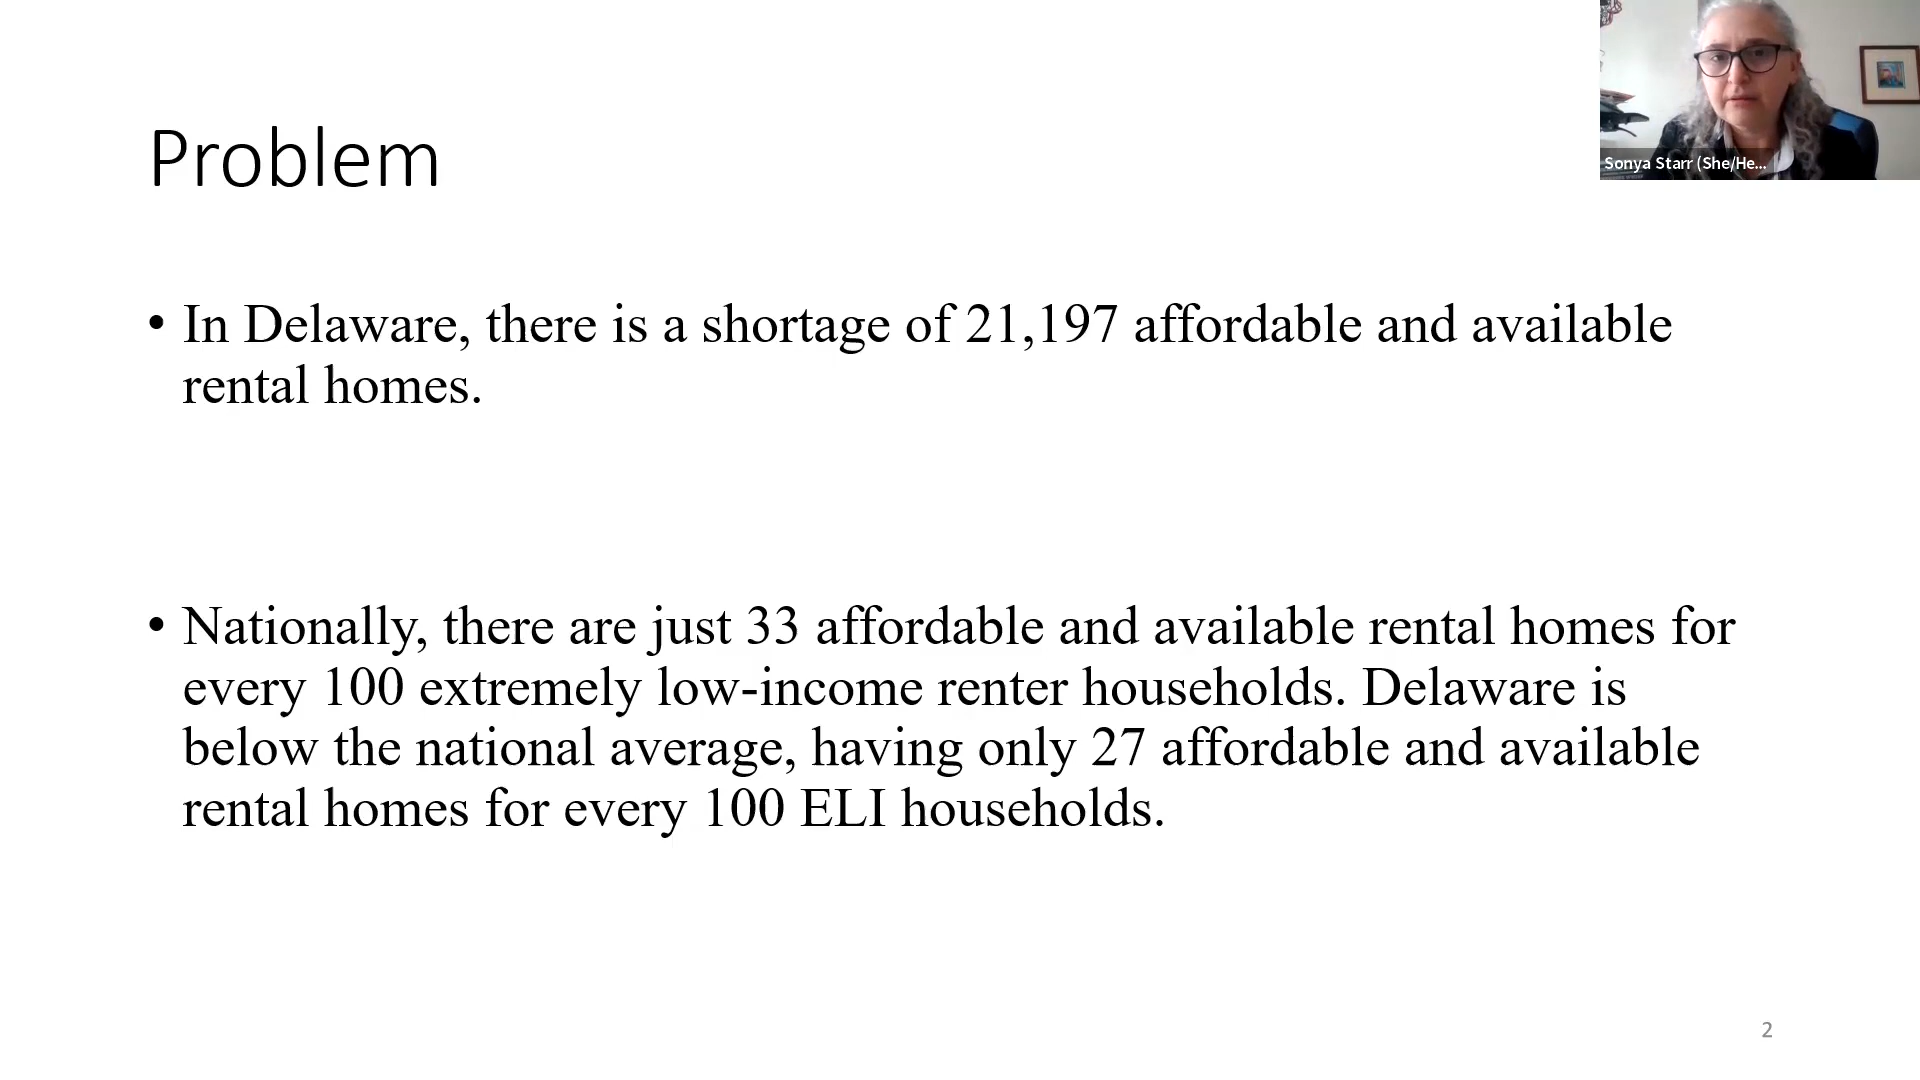 Problem
Sonya Starr (She/He...
• In Delaware, there is a shortage of 21,197 affordable and available
rental homes.
• Nationally, there are just 33 affordable and available rental homes for
every 100 extremely low-income renter households. Delaware is
below the national average, having only 27 affordable and available
rental homes for every 100 ELI households.
2